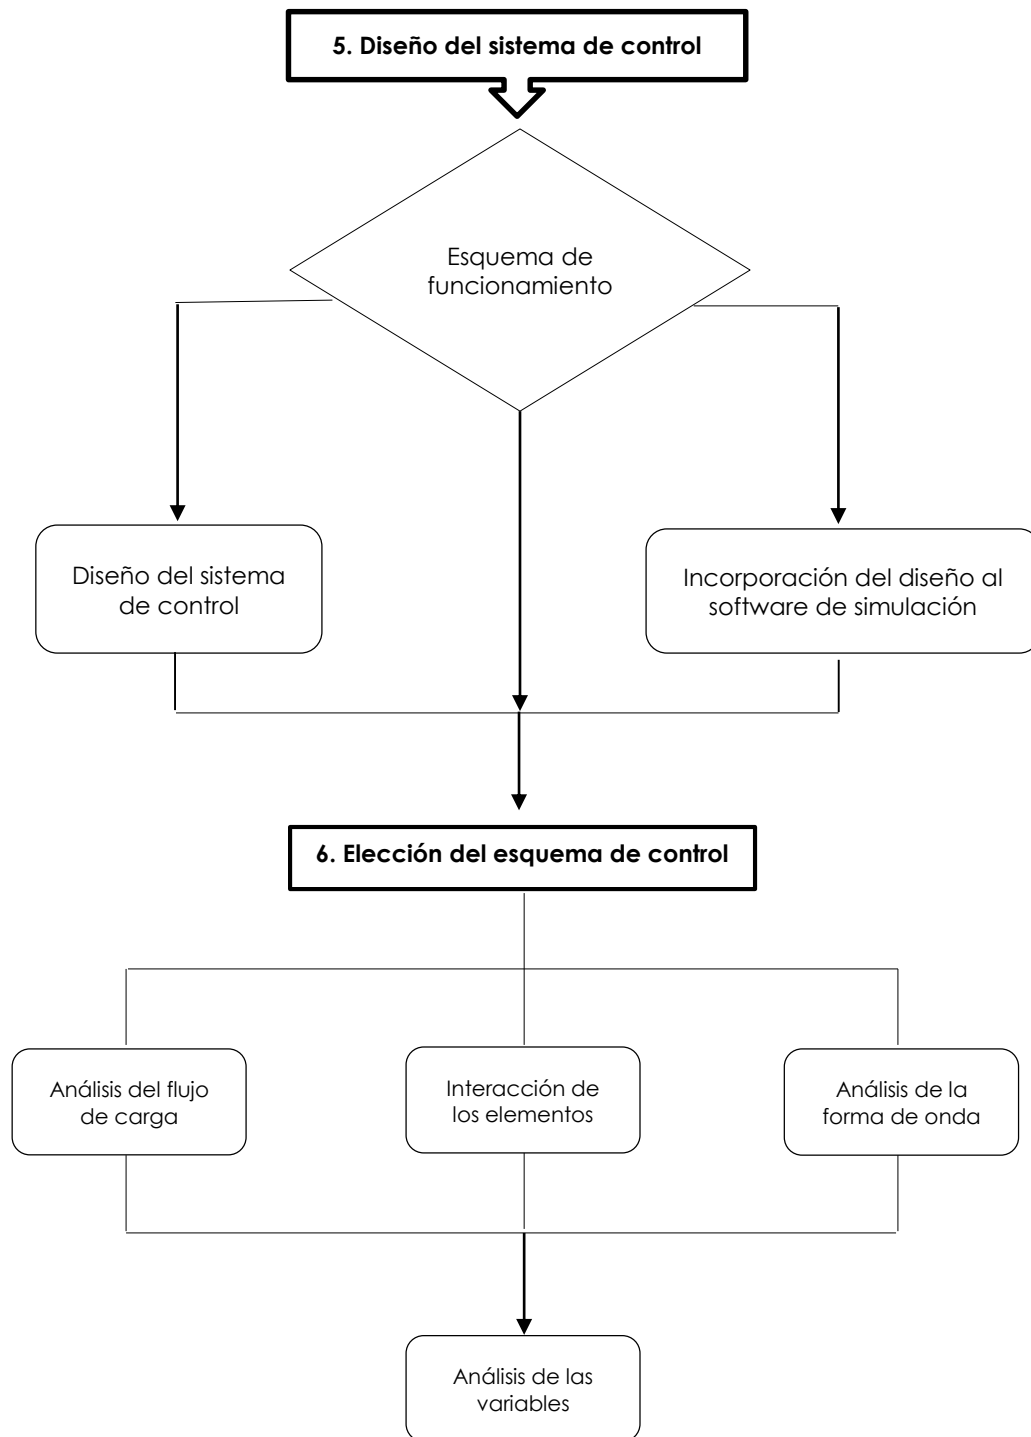 5. Diseño del sistema de control
Esquema de
funcionamiento
Diseño del sistema
de control
Incorporación del diseño al
software de simulación
6. Elección del esquema de control
Análisis del flujo
de carga
Interacción de
los elementos
Análisis de la
forma de onda
Análisis de las
variables